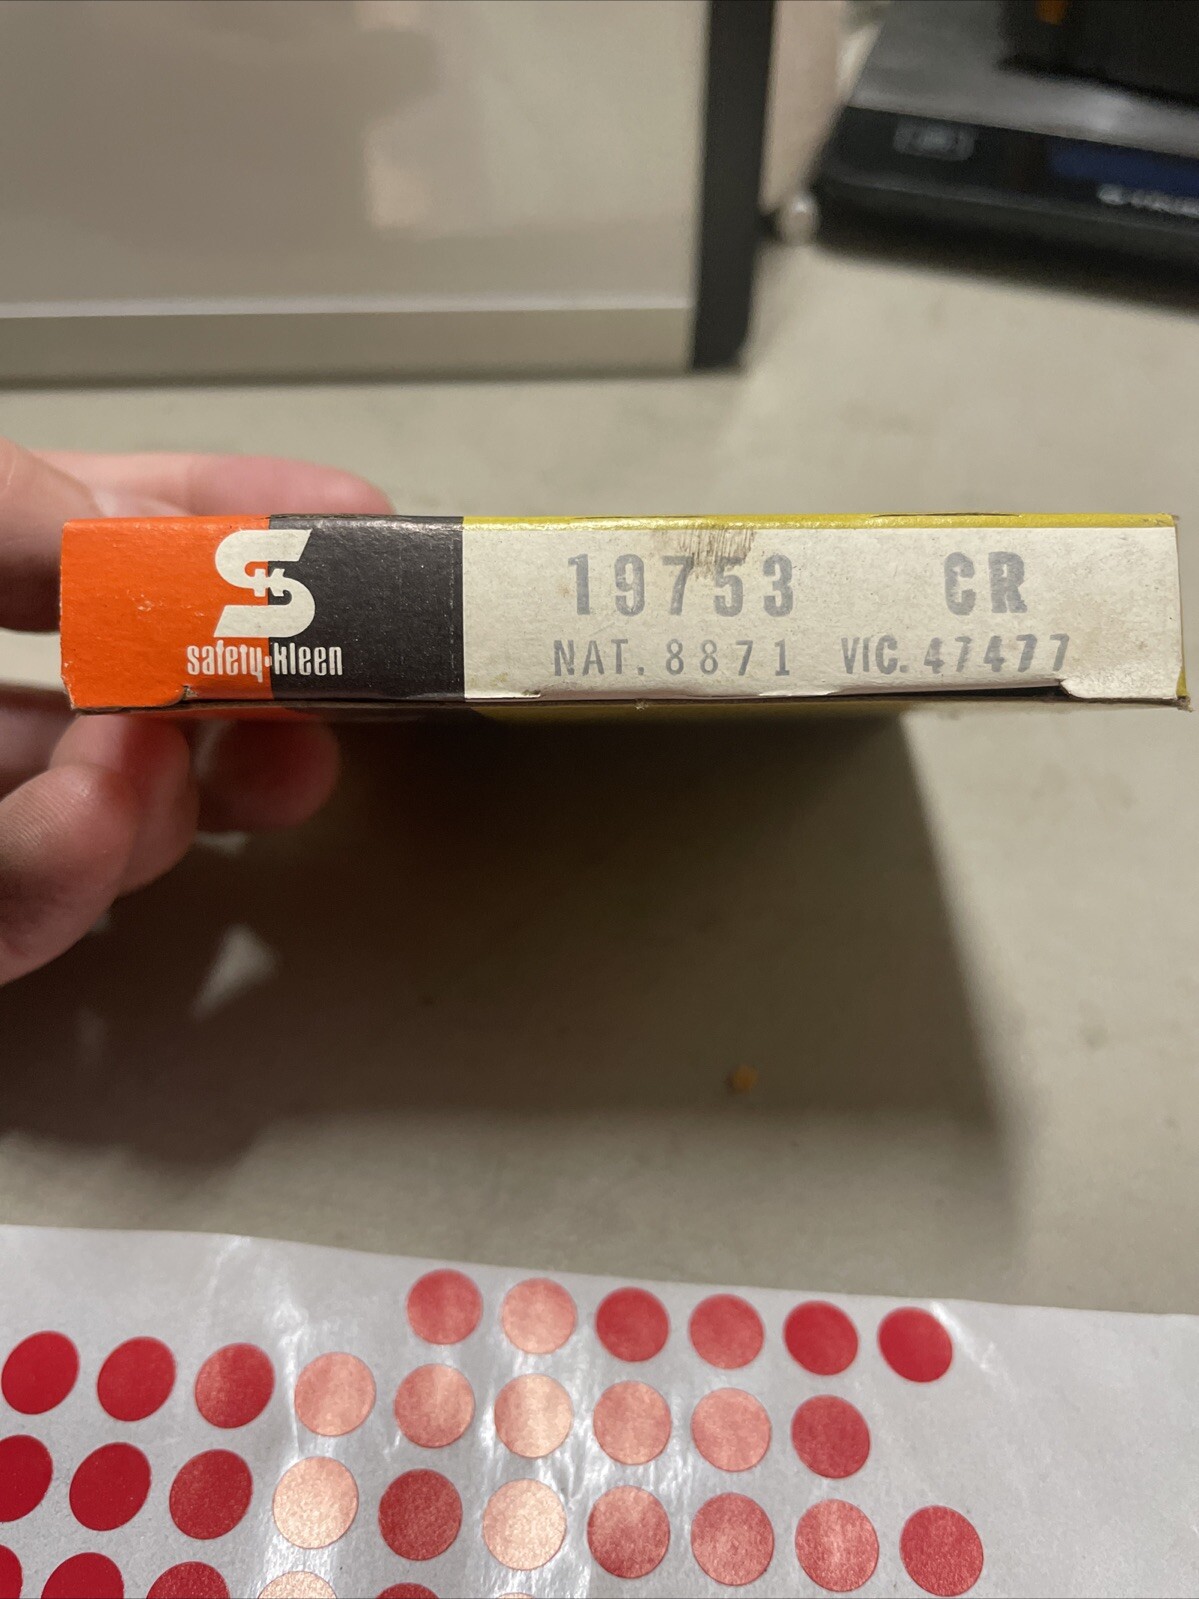 safety-kleen
19753 CR
NAT. 8871 VIC. 47477